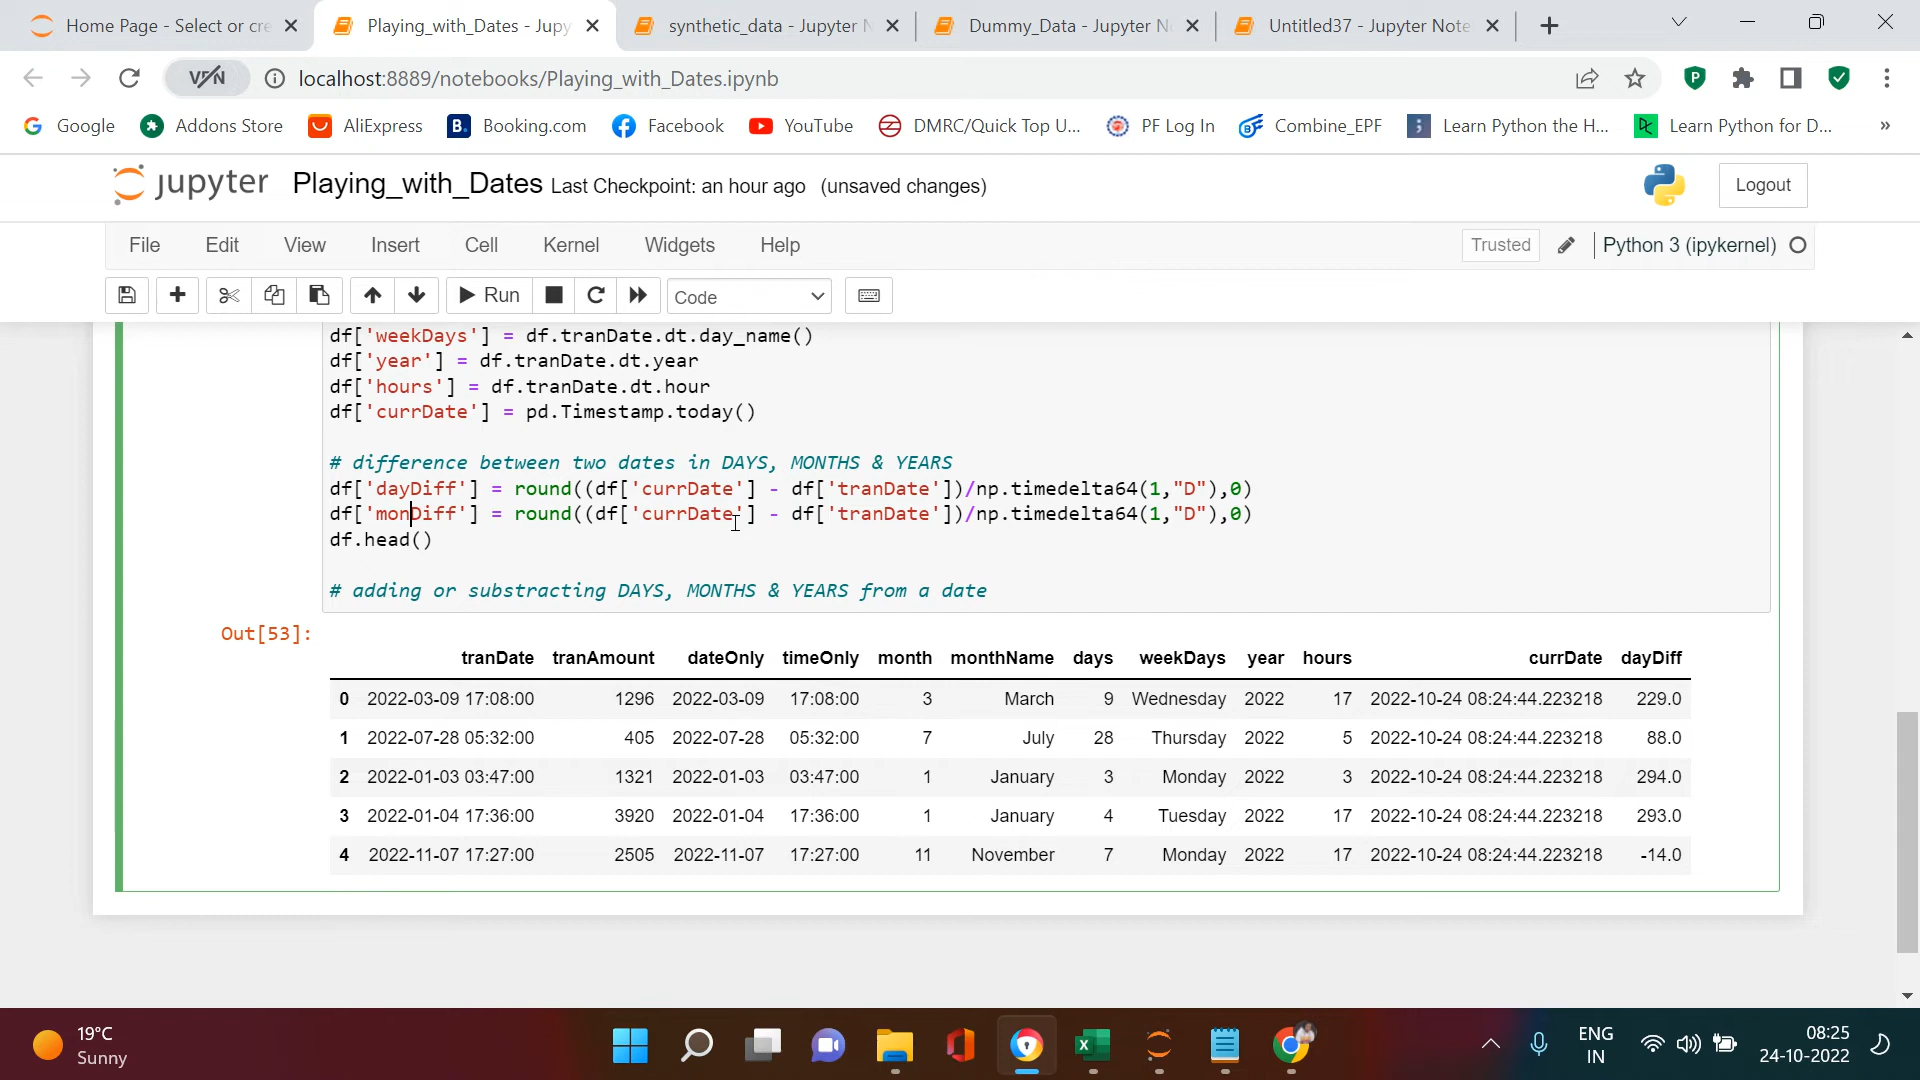 Home Page - Select or cre
Playing_with_Dates - Jupy
synthetic_data - Jupyter N
Dummy_Data - Jupyter N
Untitled37 - Jupyter Note
VPN
localhost:8889/notebooks/Playing_with_Dates.ipynb
Google
Addons Store
AliExpress
B.
Booking.com
Facebook
YouTube
DMRC/Quick Top U...
PF Log In
Combine_EPF
Learn Python the H...
Learn Python for D...
»
jupyter Playing_with_Dates Last Checkpoint: an hour ago (unsaved changes)
Logout
File Edit View Insert Cell Kernel Widgets Help
Trusted
Python 3 (ipykernel)
Run
Code
df['weekDays'] = df.tranDate.dt.day_name()
df['year'] = df.tranDate.dt.year
df['hours'] = df.tranDate.dt.hour
df['currDate'] = pd.Timestamp.today()
# difference between two dates in DAYS, MONTHS & YEARS
df['dayDiff'] = round((df['currDate'] - df['tranDate'])/np.timedelta64(1,"D"),0)
df['monDiff'] = round((df['currDate'] - df['tranDate'])/np.timedelta64(1,"D"),0)
df.head()
# adding or substracting DAYS, MONTHS & YEARS from a date
Out[53]:
tranDate tranAmount dateOnly timeOnly month monthName days weekDays year hours currDate dayDiff
0 2022-03-09 17:08:00 1296 2022-03-09 17:08:00 3 March 9 Wednesday 2022 17 2022-10-24 08:24:44.223218 229.0
1 2022-07-28 05:32:00 405 2022-07-28 05:32:00 7 July 28 Thursday 2022 5 2022-10-24 08:24:44.223218 88.0
2 2022-01-03 03:47:00 1321 2022-01-03 03:47:00 1 January 3 Monday 2022 3 2022-10-24 08:24:44.223218 294.0
3 2022-01-04 17:36:00 3920 2022-01-04 17:36:00 1 January 4 Tuesday 2022 17 2022-10-24 08:24:44.223218 293.0
4 2022-11-07 17:27:00 2505 2022-11-07 17:27:00 11 November 7 Monday 2022 17 2022-10-24 08:24:44.223218 -14.0
19°C
Sunny
ENG
IN
08:25
24-10-2022